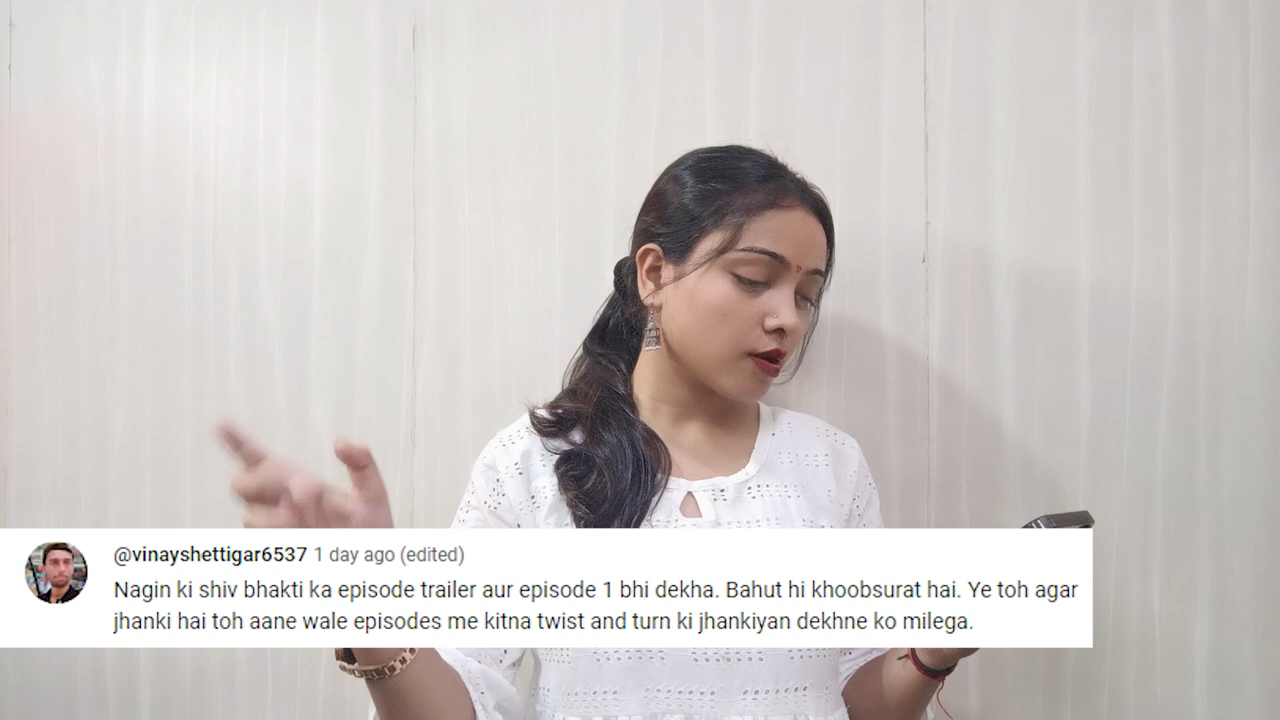 @vinayshettigar6537 1 day ago (edited)
Nagin ki shiv bhakti ka episode trailer aur episode 1 bhi dekha. Bahut hi khoobsurat hai. Ye toh agar
jhanki hai toh aane wale episodes me kitna twist and turn ki jhankiyan dekhne ko milega.